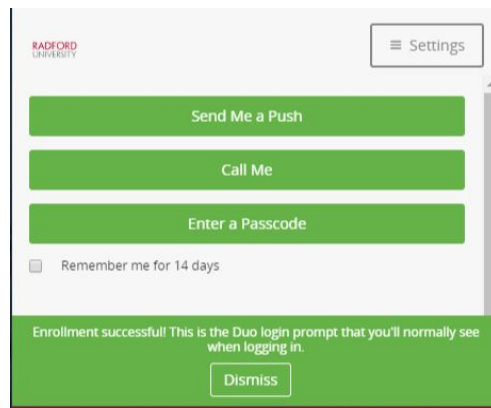 RADFORD
UNIVERSITY
≡ Settings
Send Me a Push
Call Me
Enter a Passcode
Remember me for 14 days
Enrollment successful! This is the Duo login prompt that you'll normally see
when logging in.
Dismiss